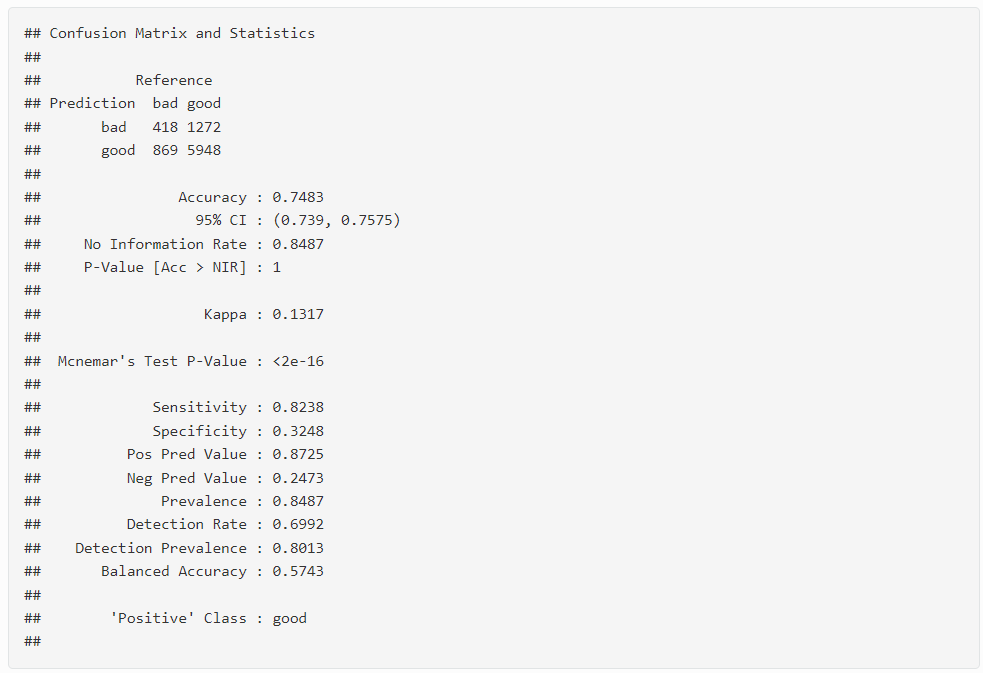 ## Confusion Matrix and Statistics
##
##           Reference
## Prediction  bad good
##       bad   418 1272
##       good  869 5948
##
##                Accuracy : 0.7483
##                  95% CI : (0.739, 0.7575)
##     No Information Rate : 0.8487
##     P-Value [Acc > NIR] : 1
##
##                   Kappa : 0.1317
##
##  Mcnemar's Test P-Value : <2e-16
##
##             Sensitivity : 0.8238
##             Specificity : 0.3248
##          Pos Pred Value : 0.8725
##          Neg Pred Value : 0.2473
##              Prevalence : 0.8487
##          Detection Rate : 0.6992
##    Detection Prevalence : 0.8013
##       Balanced Accuracy : 0.5743
##
##        'Positive' Class : good
##